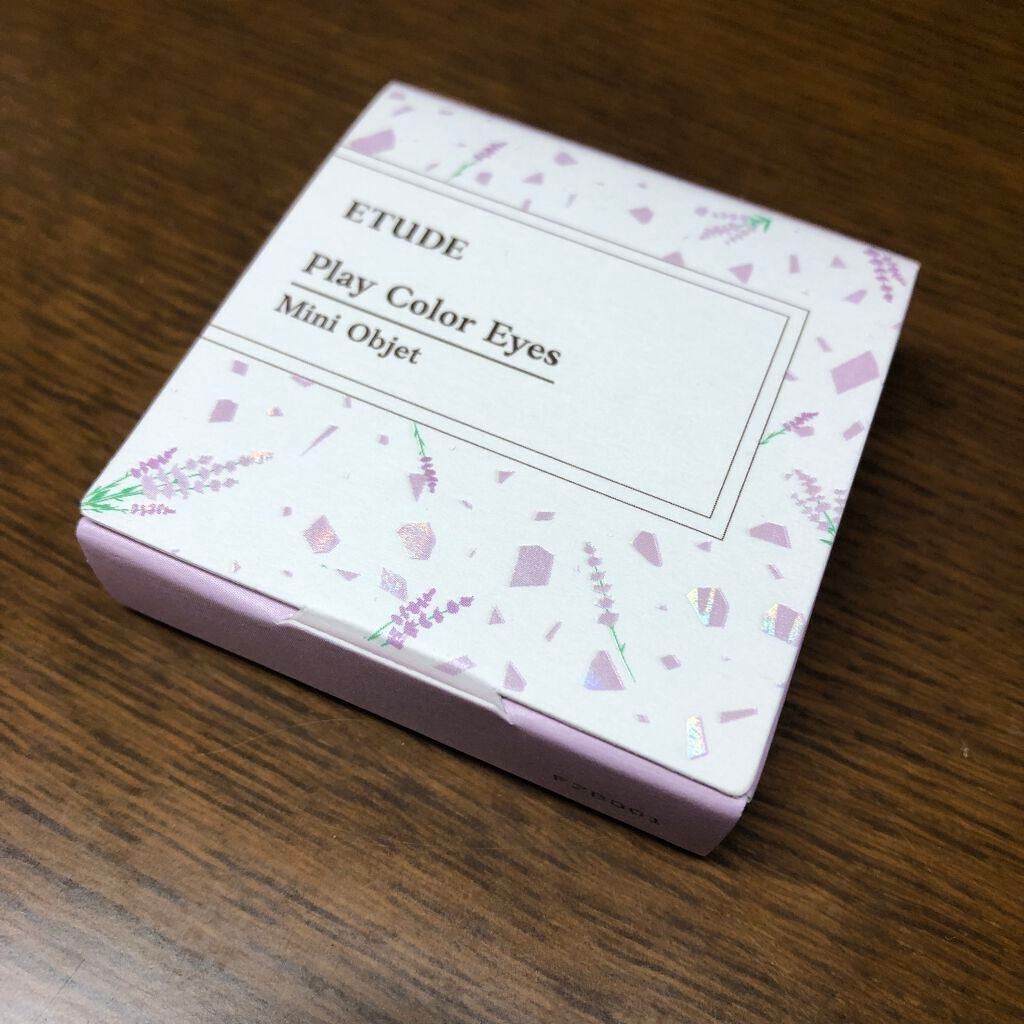 ETUDE
Play Color Eyes
Mini Objet